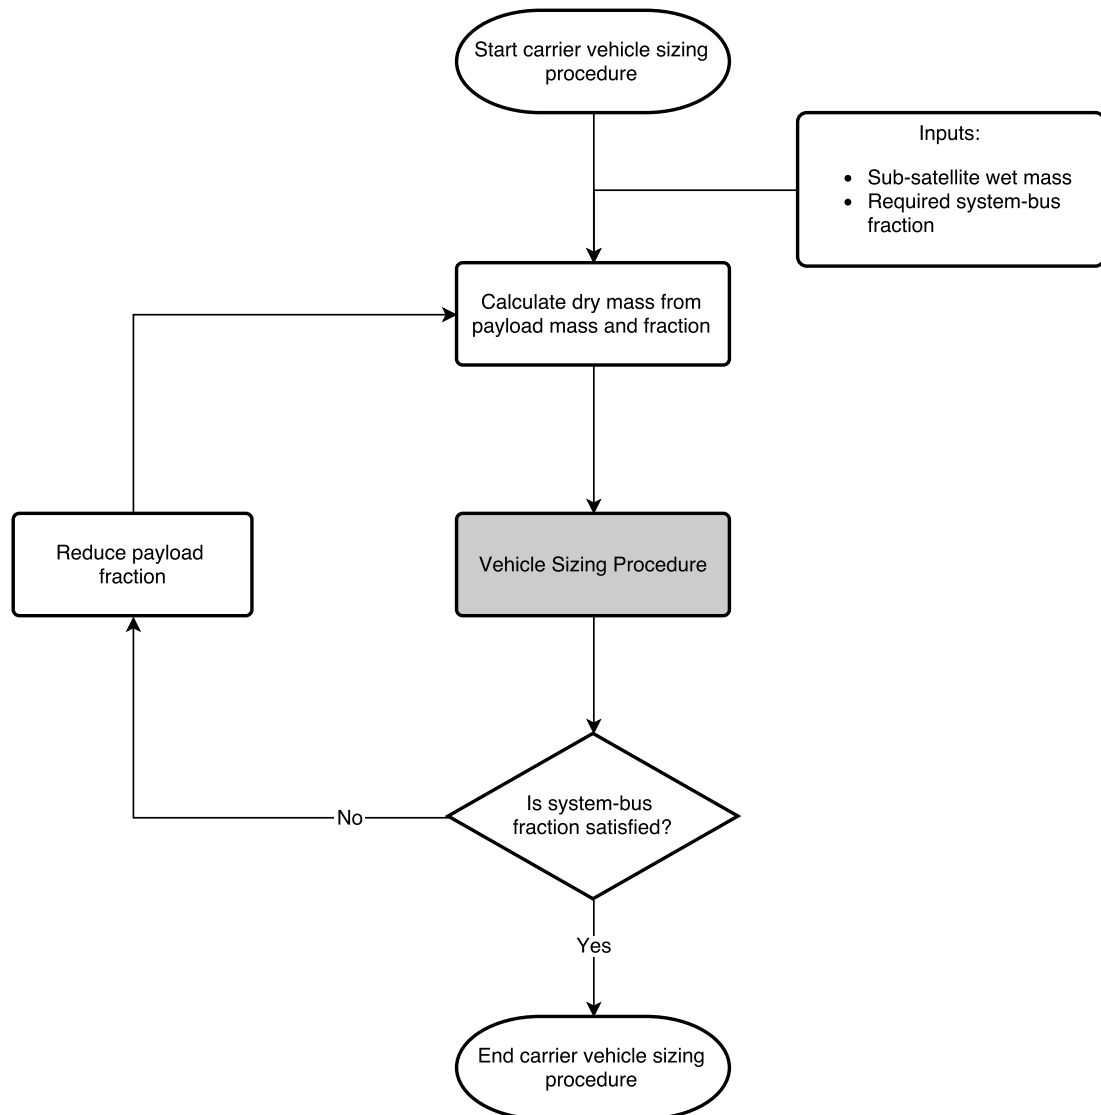 Start carrier vehicle sizing
procedure
Inputs:
• Sub-satellite wet mass
• Required system-bus
fraction
Calculate dry mass from
payload mass and fraction
Reduce payload
fraction
Vehicle Sizing Procedure
Is system-bus
fraction satisfied?
No
Yes
End carrier vehicle sizing
procedure